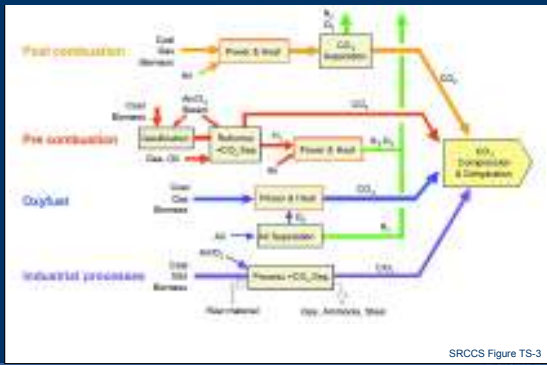 N₂
O₂
Post combustion
Coal
Gas
Biomass
Air
Power & Heat
CO₂
Separation
CO₂
Coal
Biomass
Air/O₂
Steam
CO₂
Pre combustion
Gasification
Reformer
+CO₂ Sep
H₂
Power & Heat
N₂ O₂
Gas, Oil
Air
CO₂
Compression
& Dehydration
Oxyfuel
Coal
Gas
Biomass
Power & Heat
CO₂
O₂
Air
Air Separation
N₂
Air/O₂
Industrial processes
Coal
Gas
Biomass
Process +CO₂ Sep.
CO₂
Raw material
Gas, Ammonia, Steel
SRCCS Figure TS-3